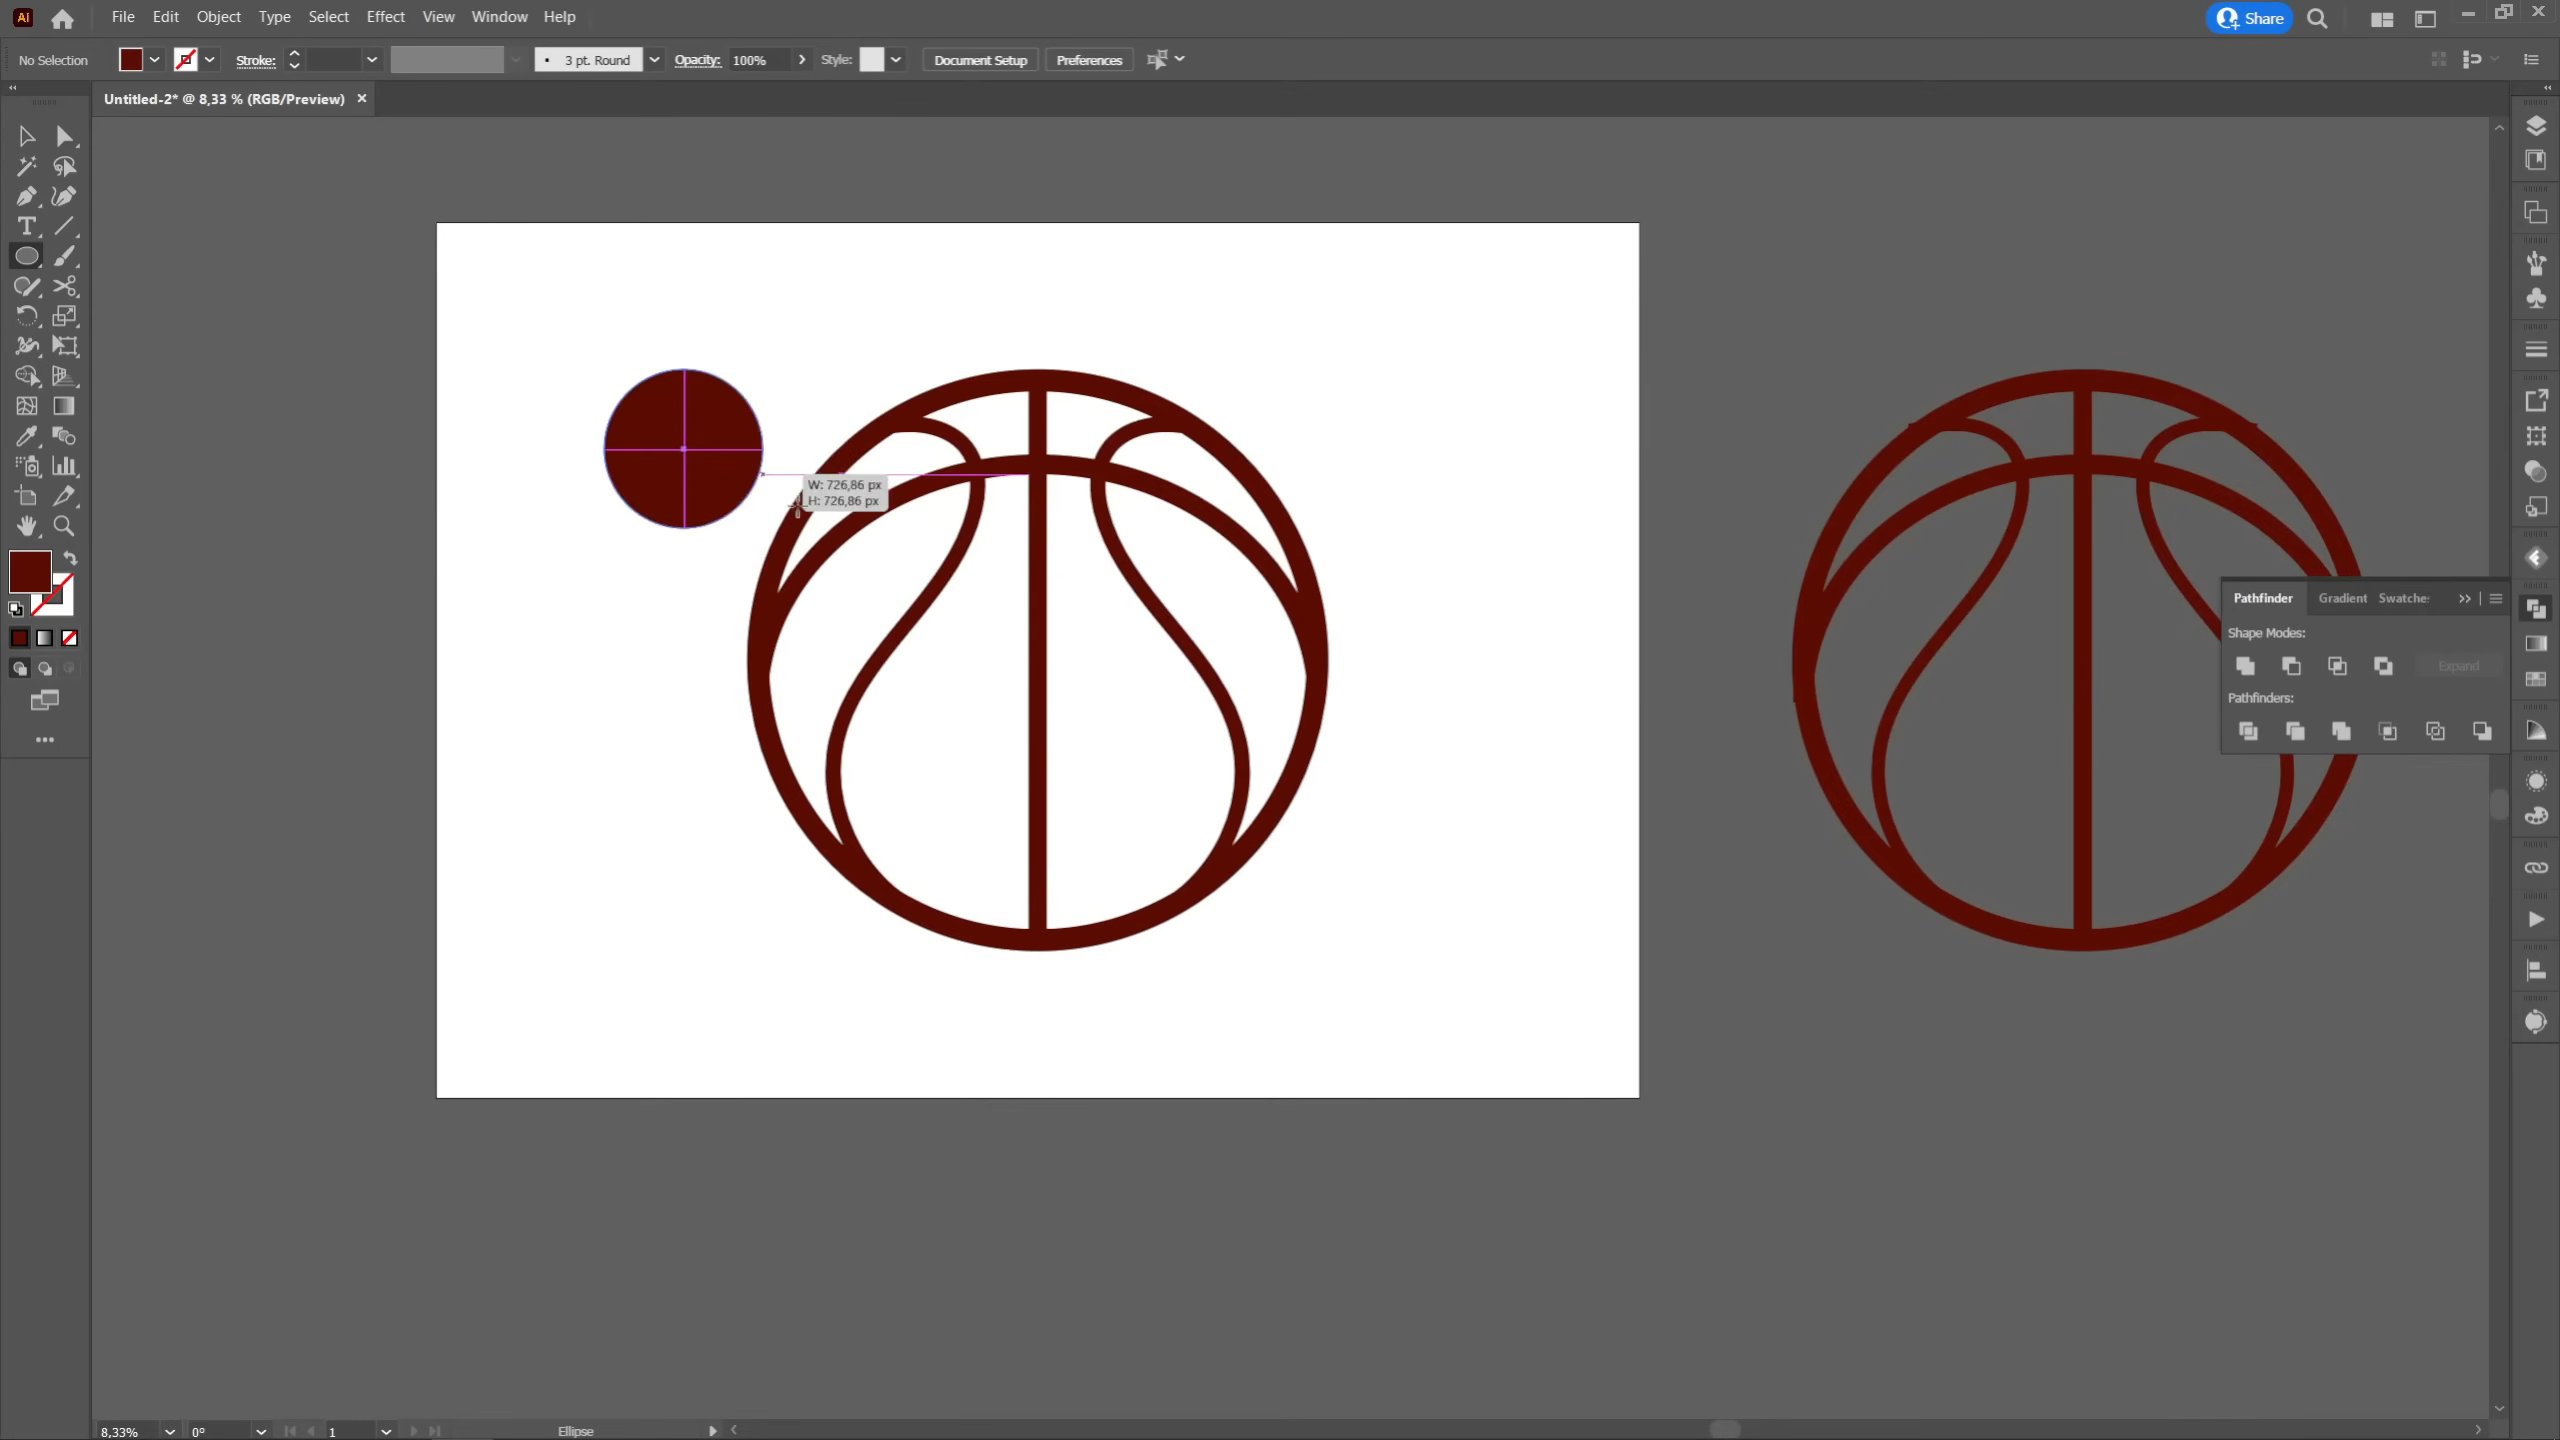 Ai File Edit Object Type Select Effect View Window Help Share
No Selection Stroke: 3 pt. Round Opacity: 100% Style: Document Setup Preferences
Untitled-2* @ 8,33 % (RGB/Preview)
T
W: 726,86 px
H: 726,86 px
Pathfinder Gradient Swatche
Shape Modes:
Expand
Pathfinders:
8,33% 0° 1 Ellipse